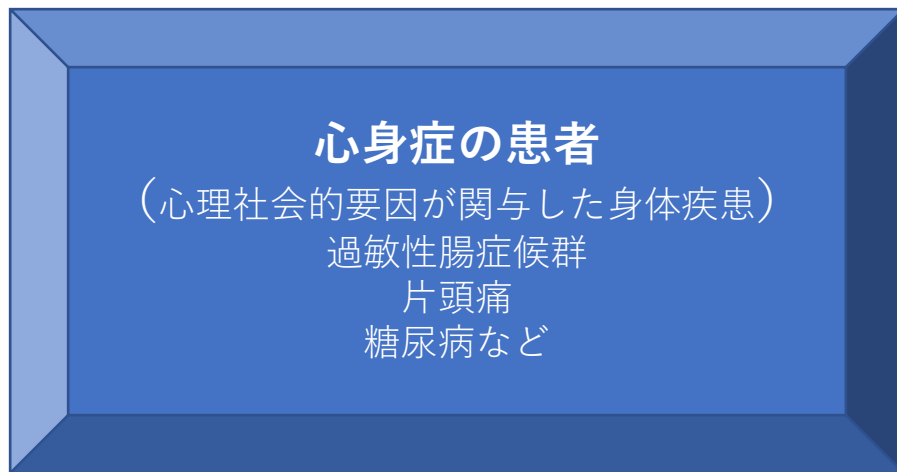 心身症の患者
（心理社会的要因が関与した身体疾患）
過敏性腸症候群
片頭痛
糖尿病など